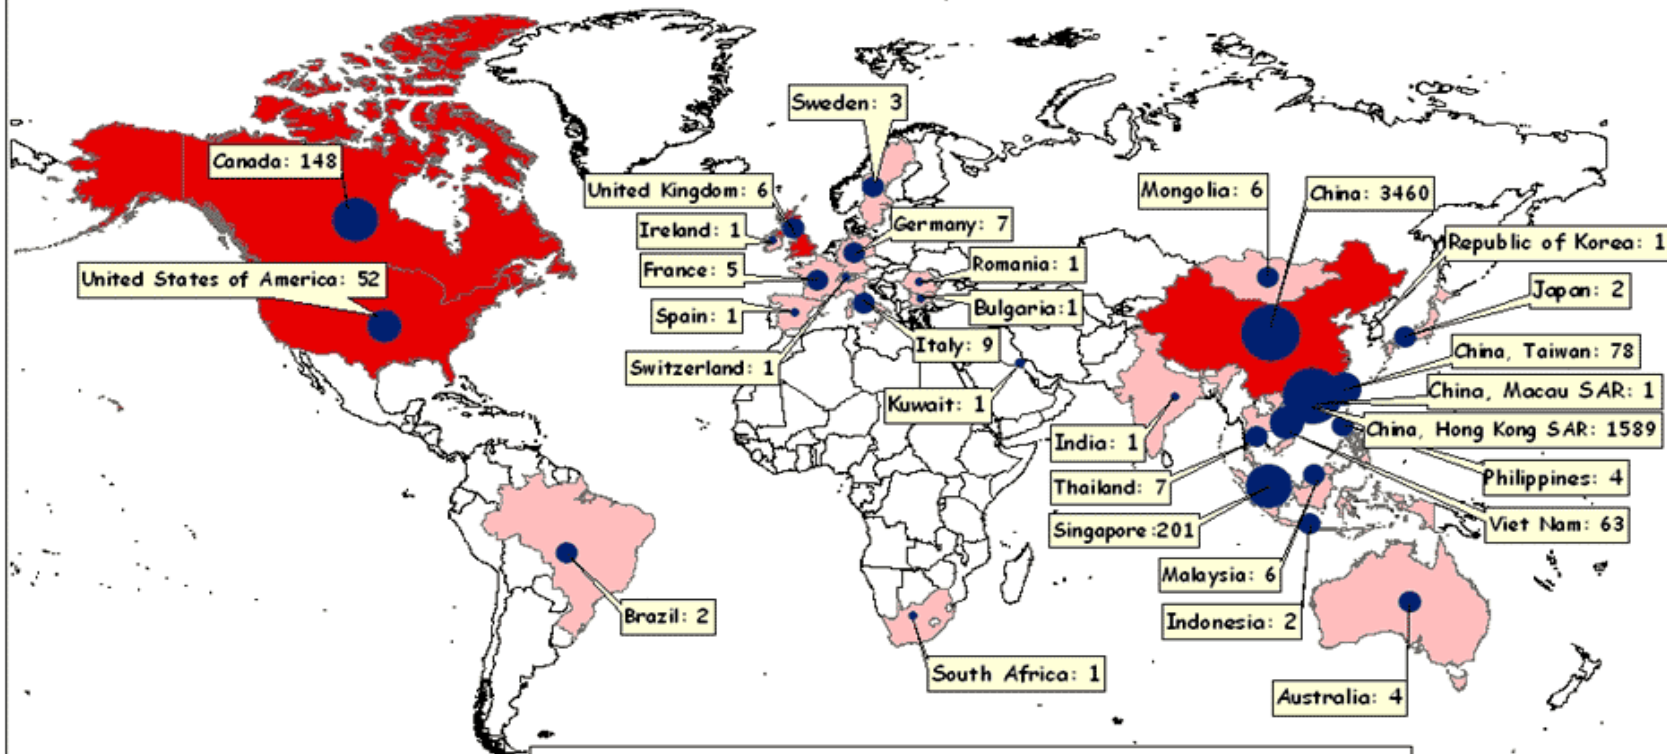 Sweden: 3
Canada: 148
United Kingdom: 6
Mongolia: 6
China: 3460
Ireland: 1
Germany: 7
Republic of Korea: 1
France: 5
Romania: 1
United States of America: 52
Japan: 2
Spain: 1
Bulgaria:1
Italy: 9
China, Taiwan: 78
Switzerland: 1
China, Macau SAR: 1
Kuwait: 1
China, Hong Kong SAR: 1589
India: 1
Philippines: 4
Thailand: 7
Singapore:201
Viet Nam: 63
Malaysia: 6
Brazil: 2
Indonesia: 2
South Africa: 1
Australia: 4